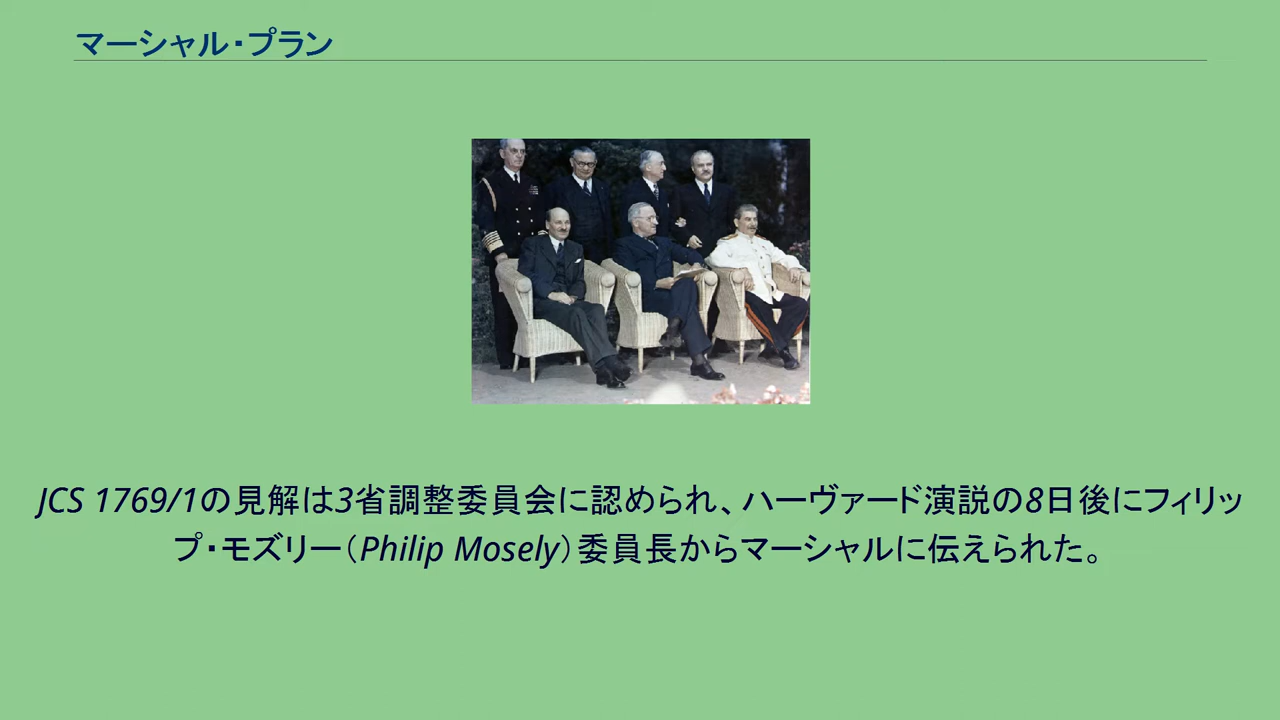 マーシャル・プラン
JCS 1769/1の見解は3省調整委員会に認められ、ハーヴァード演説の8日後にフィリッ
プ・モズリー（Philip Mosely）委員長からマーシャルに伝えられた。